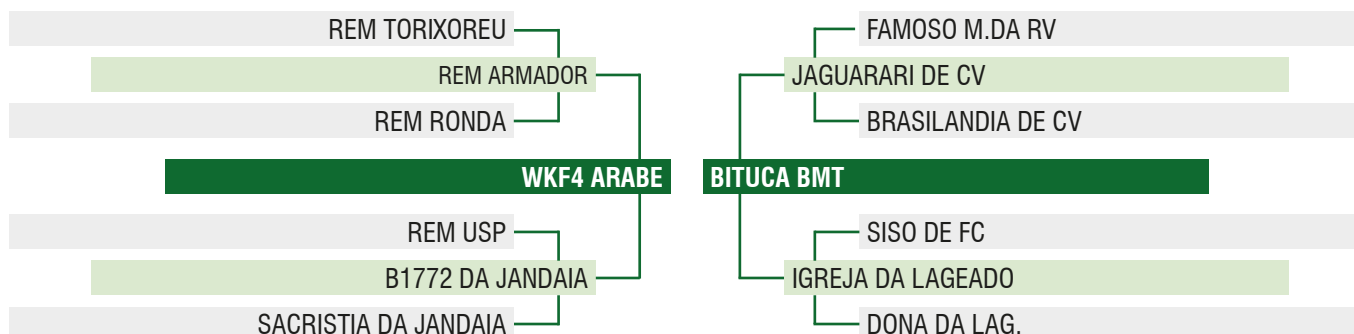 REM TORIXOREU
REM ARMADOR
REM RONDA
WKF4 ARABE
REM USP
B1772 DA JANDAIA
SACRISTIA DA JANDAIA
FAMOSO M.DA RV
JAGUARARI DE CV
BRASILANDIA DE CV
BITUCA BMT
SISO DE FC
IGREJA DA LAGEADO
DONA DA LAG.